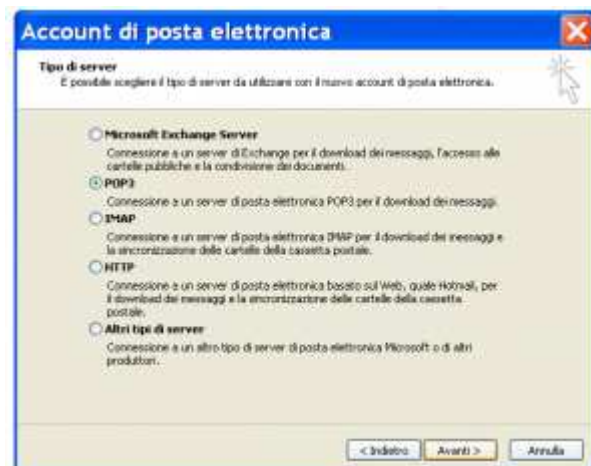 Account di posta elettronica
Tipo di server
È possibile scegliere il tipo di server da utilizzare con il nuovo account di posta elettronica.
Microsoft Exchange Server
Connessione a un server di Exchange per il download dei messaggi, l'accesso alle
cartelle pubbliche e la condivisione dei documenti.
POP3
Connessione a un server di posta elettronica POP3 per il download dei messaggi.
IMAP
Connessione a un server di posta elettronica IMAP per il download dei messaggi e
la sincronizzazione delle cartelle della cassetta postale.
HTTP
Connessione a un server di posta elettronica basato sul Web, quale Hotmail, per
il download dei messaggi e la sincronizzazione delle cartelle della cassetta
postale.
Altri tipi di server
Connessione a un altro tipo di server di posta elettronica Microsoft o di altri
produttori.
< Indietro Avanti > Annulla